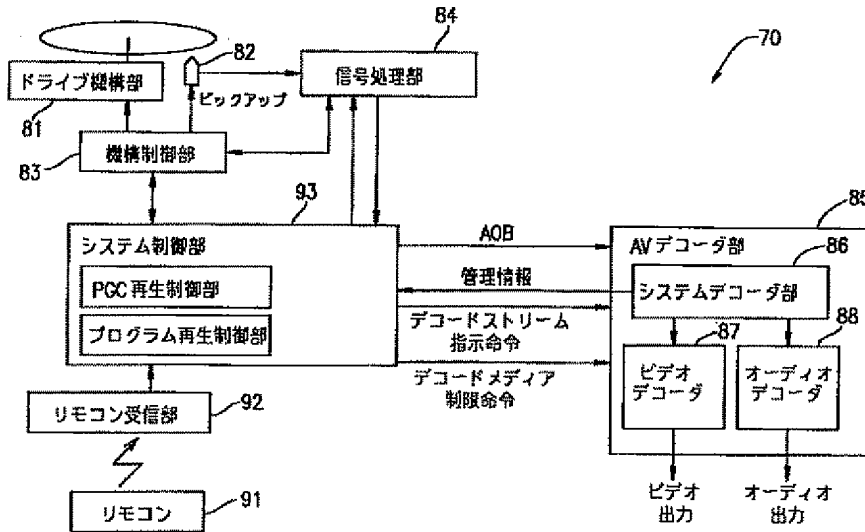 84
70
82
信号処理部
ドライブ機構部
ピックアップ
81
機構制御部
83
93
85
システム制御部
AOB
AVデコーダ部
86
管理情報
PGC再生制御部
システムデコーダ部
プログラム再生制御部
デコードストリーム
指示命令
87
88
デコードメディア
制限命令
ビデオ
デコーダ
オーディオ
デコーダ
リモコン受信部
92
リモコン
91
ビデオ
出力
オーディオ
出力